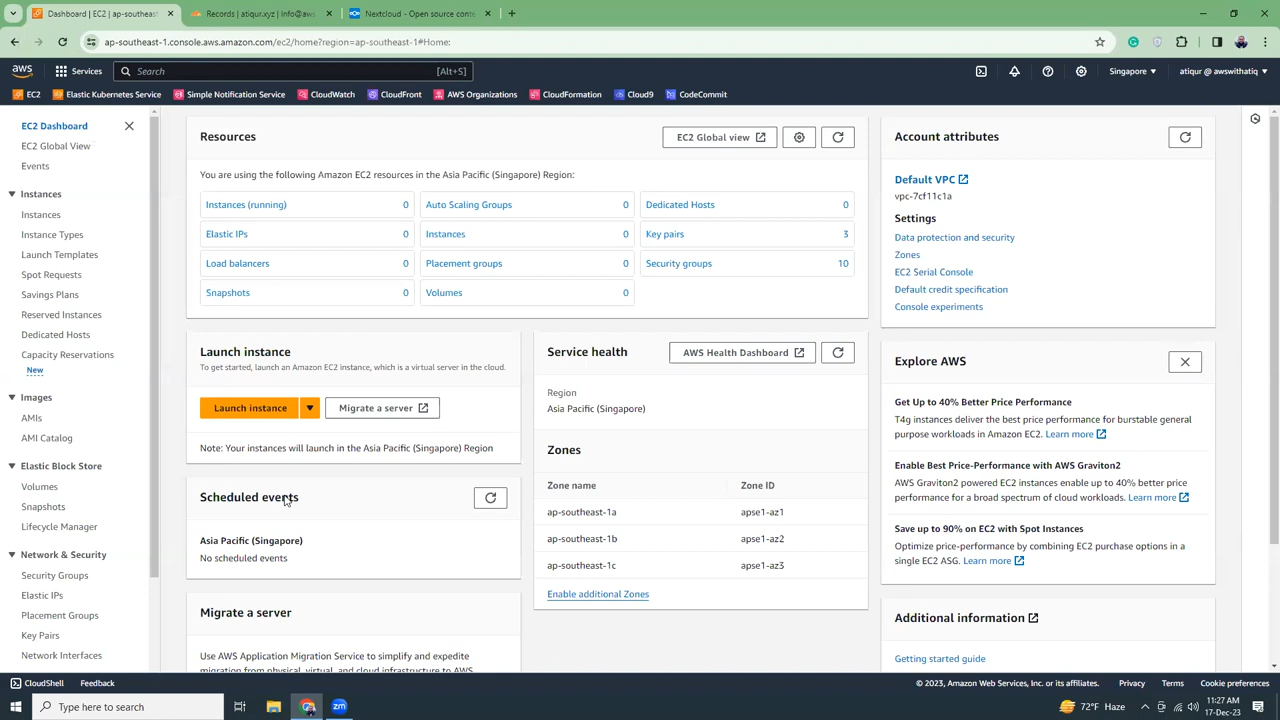 Dashboard | EC2 | ap-southeast
Records | atiqur.xyz | Info@aws
Nextcloud - Open source conte
ap-southeast-1.console.aws.amazon.com/ec2/home?region=ap-southeast-1#Home:
aws
Services
Search
[Alt+S]
Singapore
atiqur @ awswithatiq
EC2
Elastic Kubernetes Service
Simple Notification Service
CloudWatch
CloudFront
AWS Organizations
CloudFormation
Cloud9
CodeCommit
EC2 Dashboard
EC2 Global View
Events
Instances
Instances
Instance Types
Launch Templates
Spot Requests
Savings Plans
Reserved Instances
Dedicated Hosts
Capacity Reservations
New
Images
AMIs
AMI Catalog
Elastic Block Store
Volumes
Snapshots
Lifecycle Manager
Network & Security
Security Groups
Elastic IPs
Placement Groups
Key Pairs
Network Interfaces
Resources
EC2 Global view
You are using the following Amazon EC2 resources in the Asia Pacific (Singapore) Region:
Instances (running) 0
Auto Scaling Groups 0
Dedicated Hosts 0
Elastic IPs 0
Instances 0
Key pairs 3
Load balancers 0
Placement groups 0
Security groups 10
Snapshots 0
Volumes 0
Launch instance
To get started, launch an Amazon EC2 instance, which is a virtual server in the cloud.
Launch instance
Migrate a server
Note: Your instances will launch in the Asia Pacific (Singapore) Region
Scheduled events
Asia Pacific (Singapore)
No scheduled events
Migrate a server
Use AWS Application Migration Service to simplify and expedite
migration from physical, virtual, and cloud infrastructure to AWS
Service health
AWS Health Dashboard
Region
Asia Pacific (Singapore)
Zones
Zone name Zone ID
ap-southeast-1a apse1-az1
ap-southeast-1b apse1-az2
ap-southeast-1c apse1-az3
Enable additional Zones
Account attributes
Default VPC
vpc-7cf11c1a
Settings
Data protection and security
Zones
EC2 Serial Console
Default credit specification
Console experiments
Explore AWS
Get Up to 40% Better Price Performance
T4g instances deliver the best price performance for burstable general
purpose workloads in Amazon EC2. Learn more
Enable Best Price-Performance with AWS Graviton2
AWS Graviton2 powered EC2 instances enable up to 40% better price
performance for a broad spectrum of cloud workloads. Learn more
Save up to 90% on EC2 with Spot Instances
Optimize price-performance by combining EC2 purchase options in a
single EC2 ASG. Learn more
Additional information
Getting started guide
CloudShell
Feedback
© 2023, Amazon Web Services, Inc. or its affiliates.
Privacy
Terms
Cookie preferences
Type here to search
zm
72°F Haze
11:27 AM
17-Dec-23